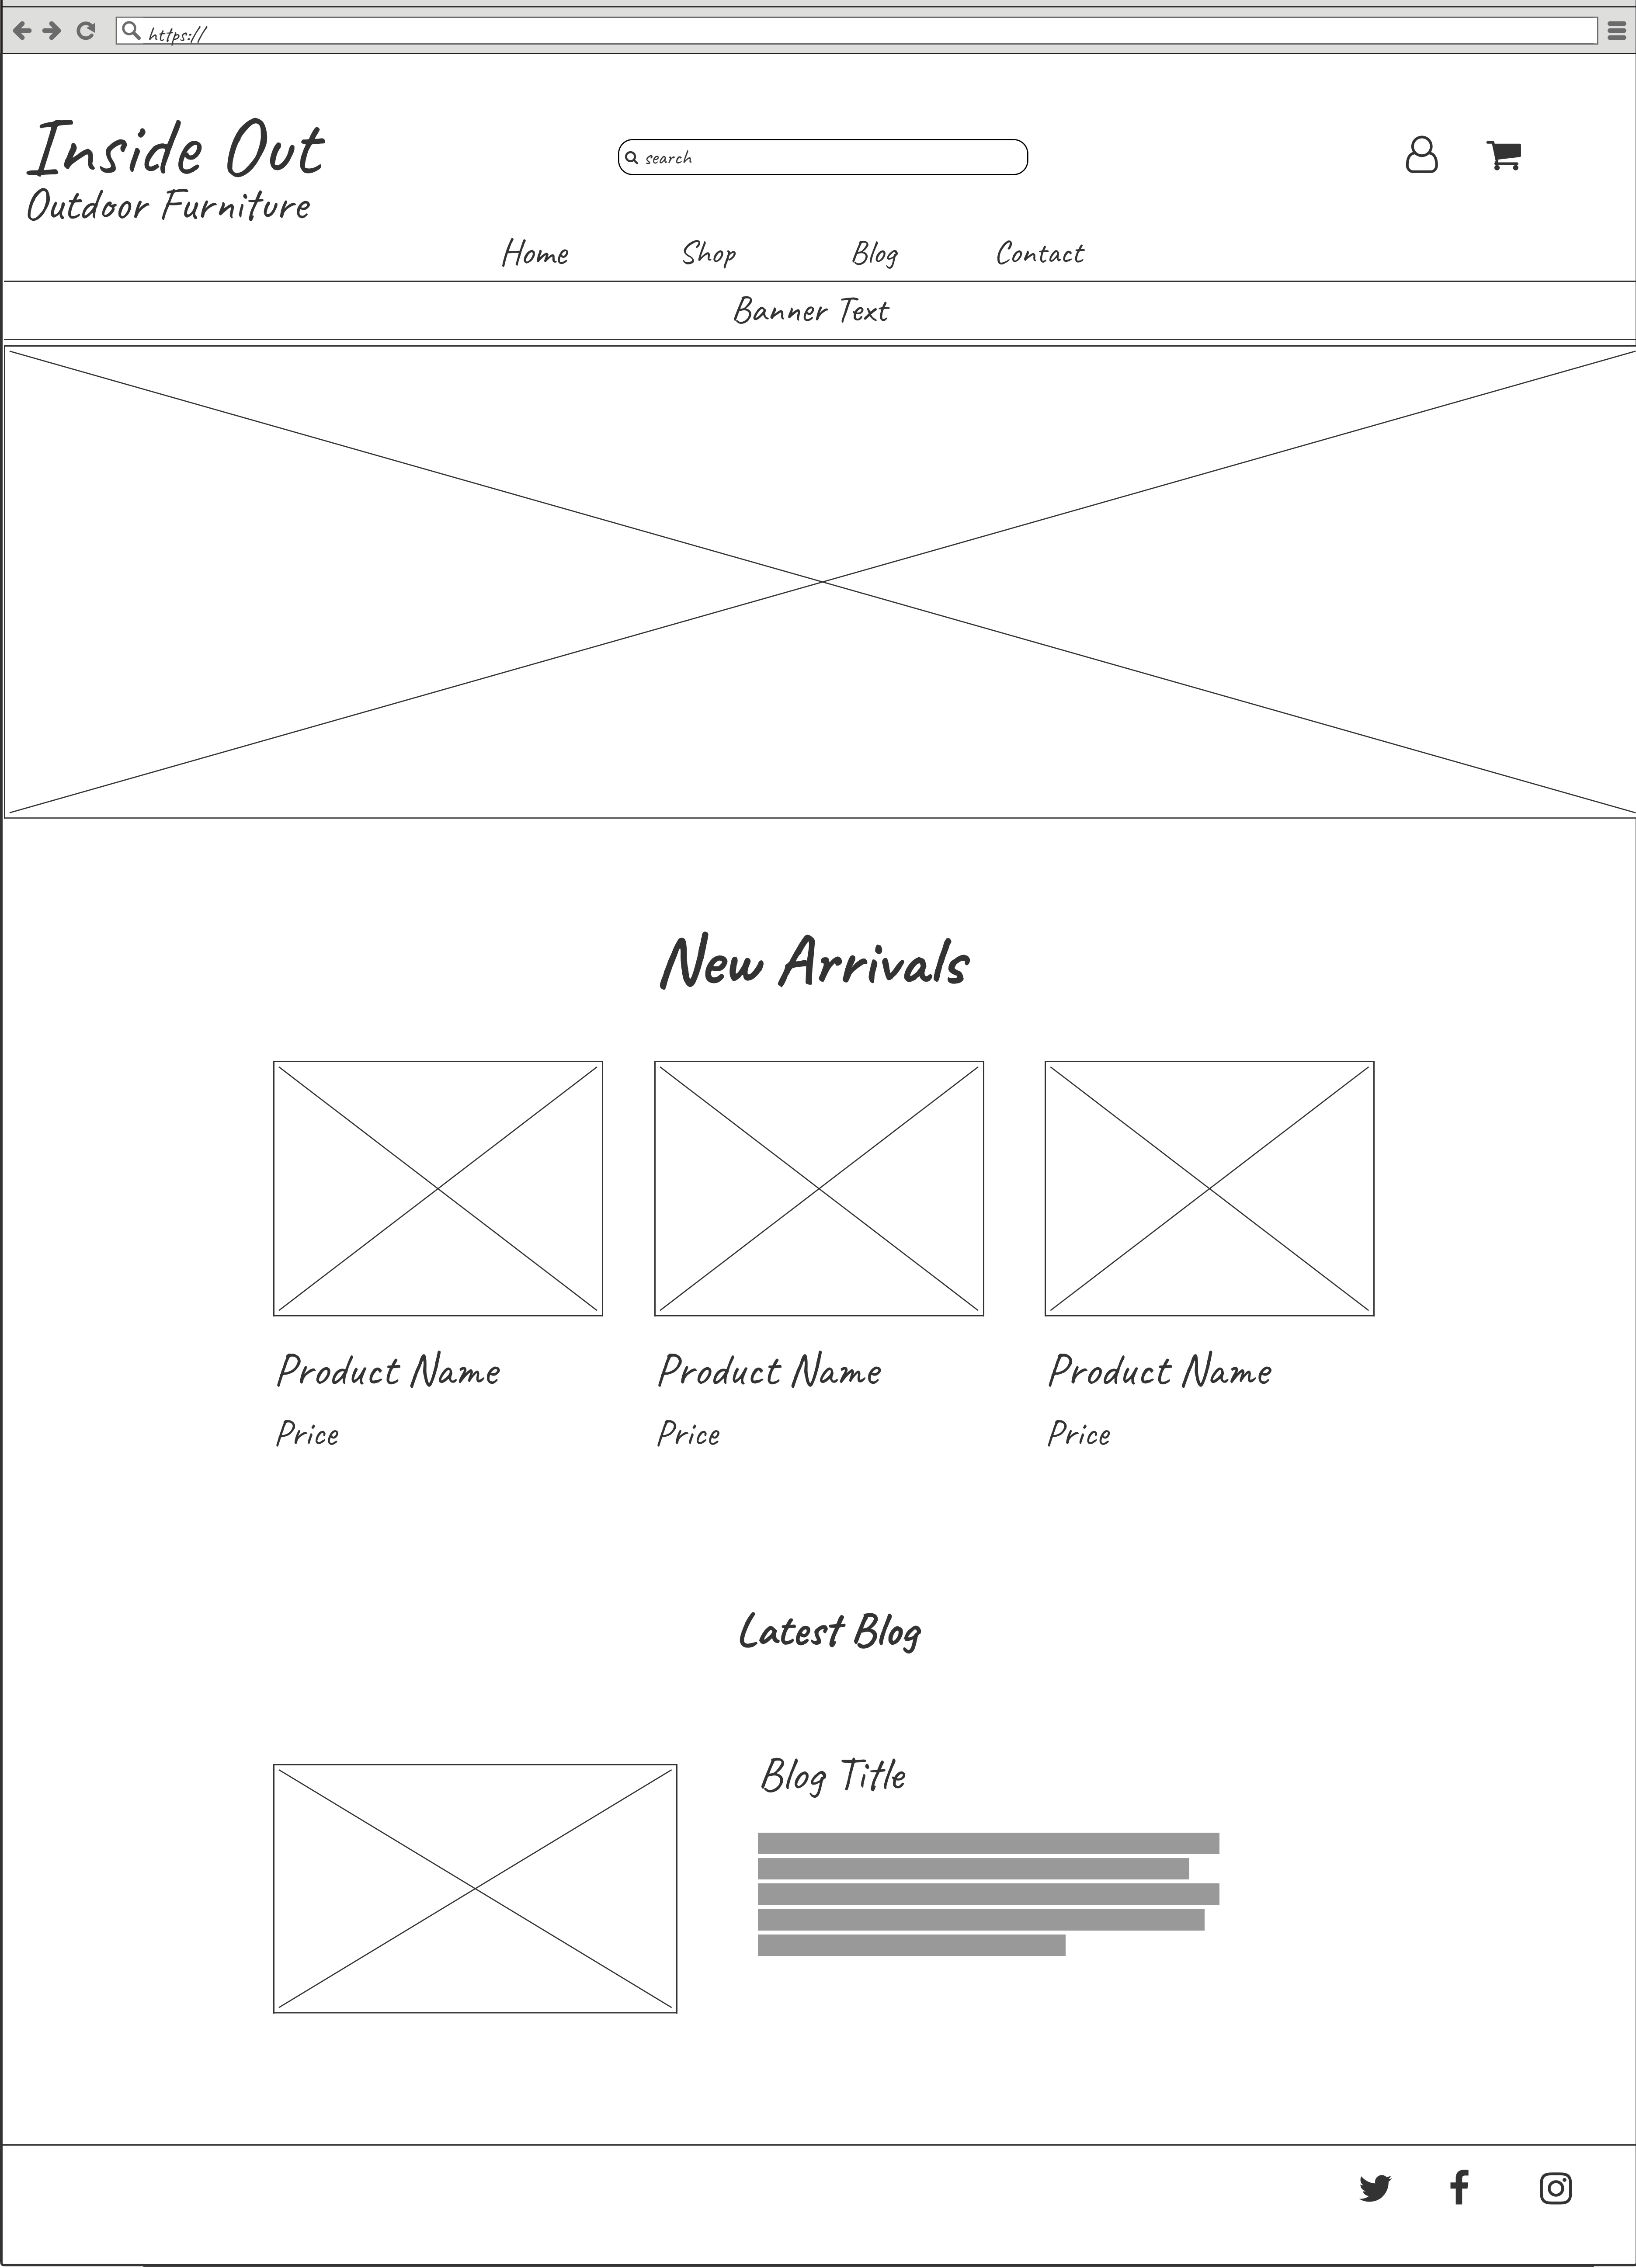 https://
Inside Out
Outdoor Furniture
search
Home Shop Blog Contact
Banner Text
New Arrivals
Product Name Product Name Product Name
Price Price Price
Latest Blog
Blog Title